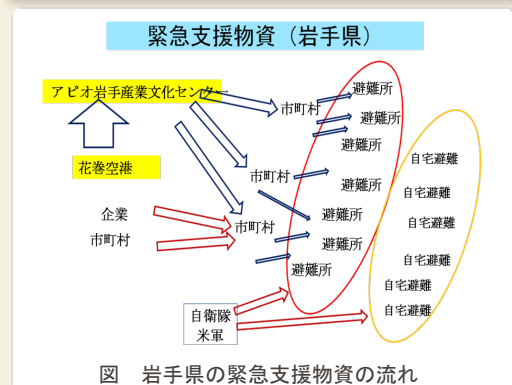 緊急支援物資（岩手県）
アピオ岩手産業文化センター
花巻空港
企業
市町村
市町村
市町村
市町村
避難所
避難所
避難所
避難所
避難所
避難所
避難所
自宅避難
自宅避難
自宅避難
自宅避難
自宅避難
自宅避難
自衛隊
米軍
図　岩手県の緊急支援物資の流れ